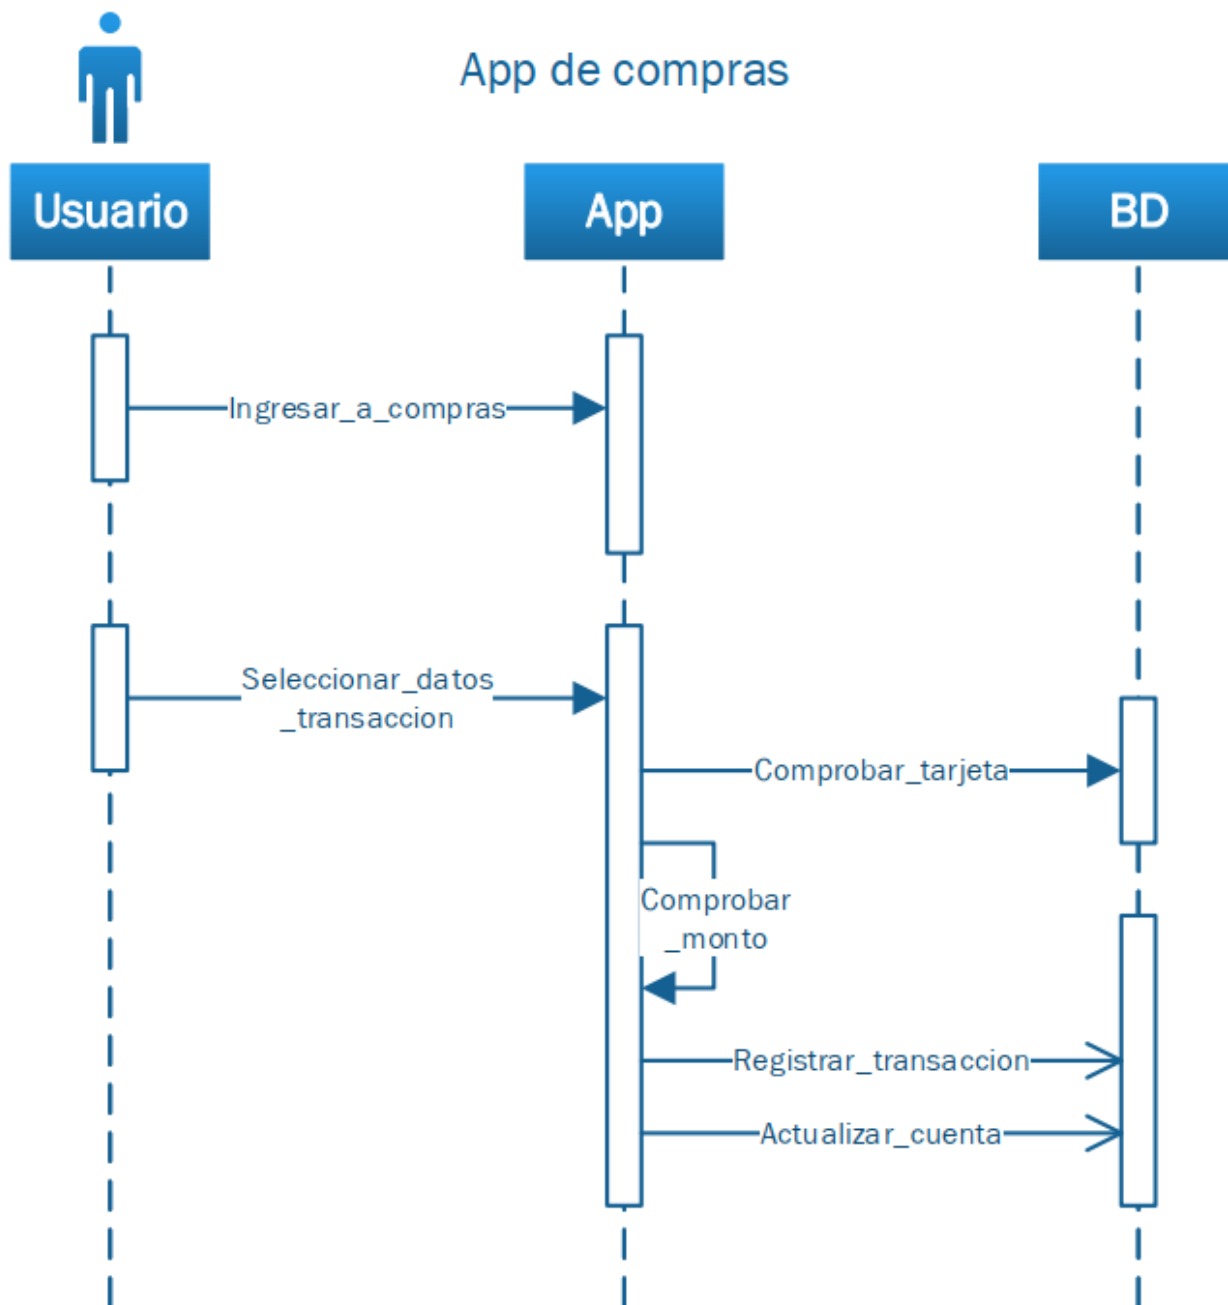 App de compras
Usuario
App
BD
Ingresar_a_compras
Seleccionar_datos
_transaccion
Comprobar_tarjeta
Comprobar
_monto
Registrar_transaccion
Actualizar_cuenta